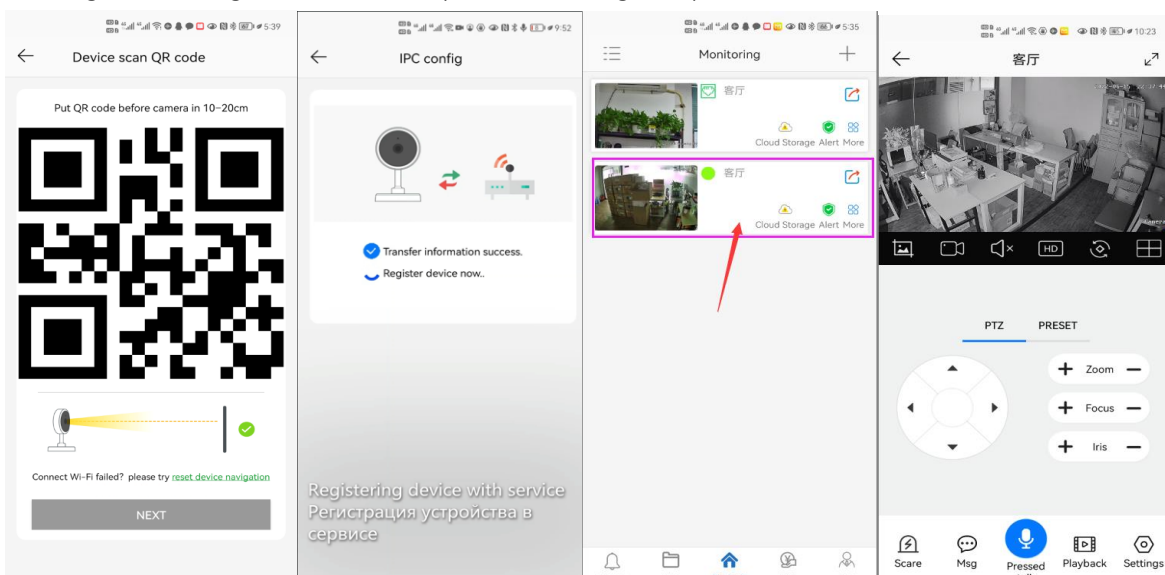 5:39
Device scan QR code
Put QR code before camera in 10-20cm
Connect Wi-Fi failed? please try reset device navigation
NEXT
9:52
IPC config
Transfer information success.
Register device now..
Registering device with service
Регистрация устройства в
сервисе
5:35
Monitoring
客厅
Cloud Storage Alert More
客厅
Cloud Storage Alert More
10:23
客厅
HD
PTZ PRESET
+ Zoom −
+ Focus −
+ Iris −
Scare Msg Pressed Playback Settings